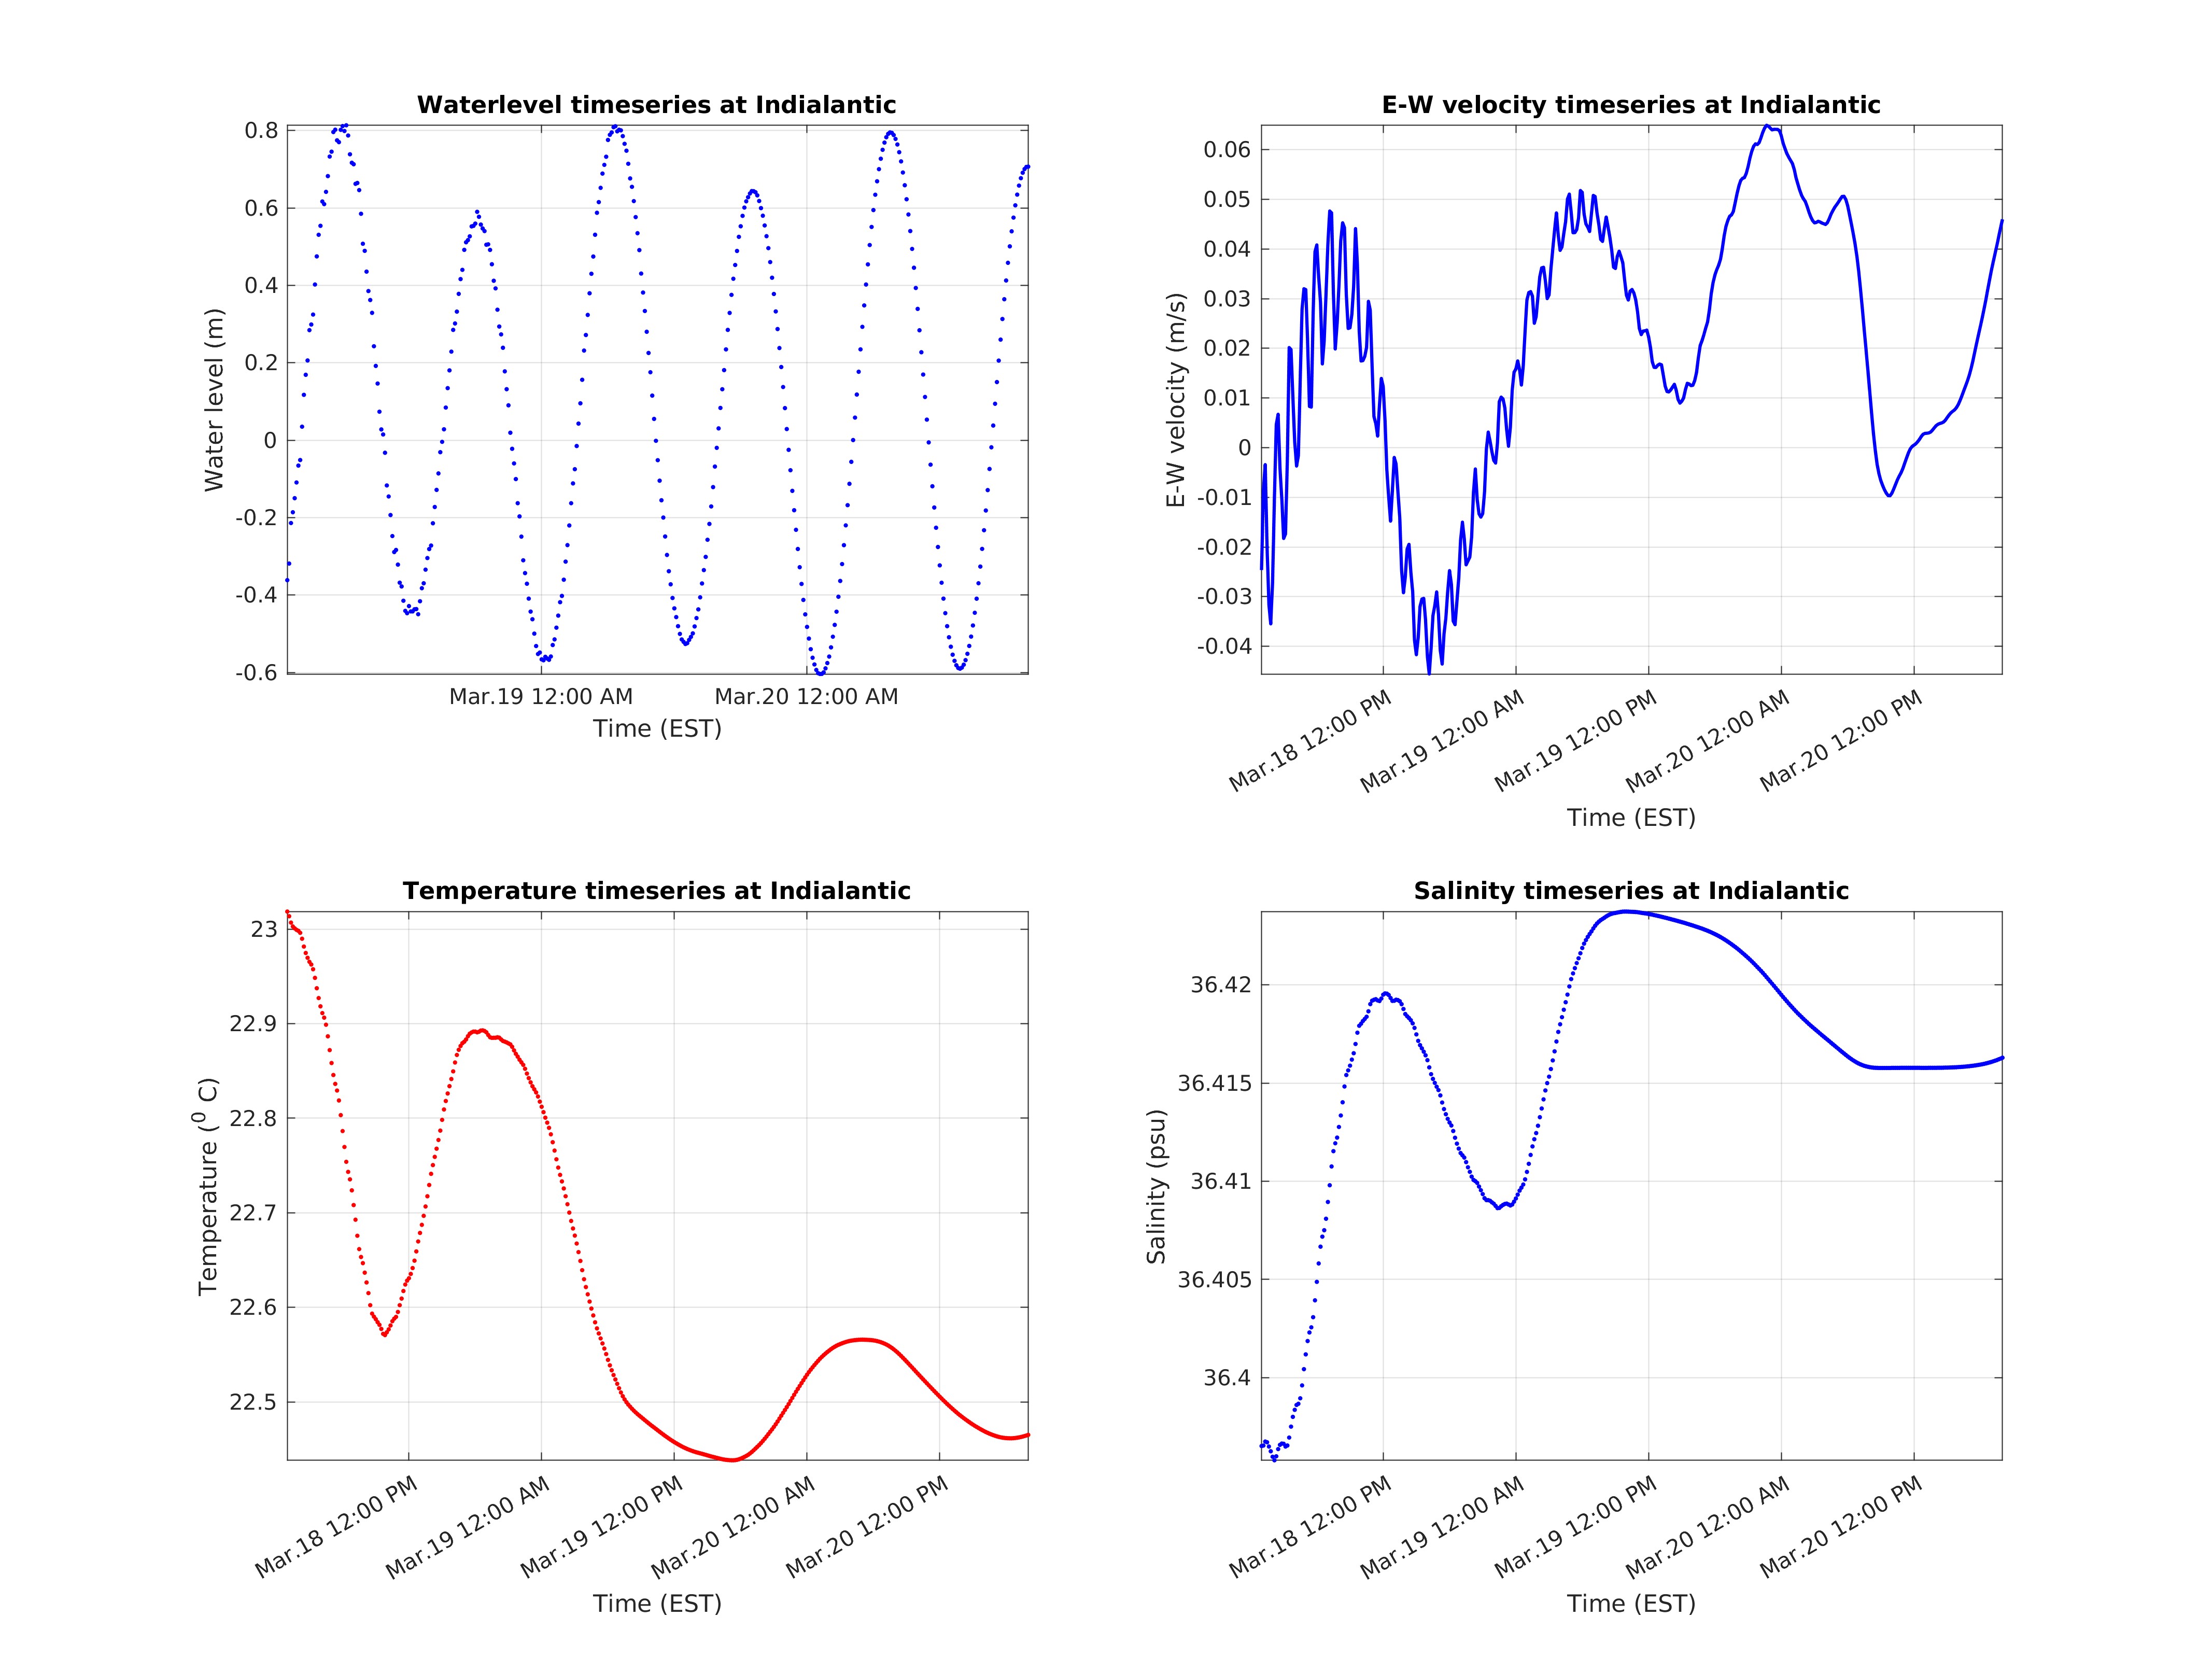 Waterlevel timeseries at Indialantic
0.8
0.6
0.4
0.2
0
-0.2
-0.4
-0.6
Water level (m)
Mar.19 12:00 AM
Mar.20 12:00 AM
Time (EST)
E-W velocity timeseries at Indialantic
0.06
0.05
0.04
0.03
0.02
0.01
0
-0.01
-0.02
-0.03
-0.04
E-W velocity (m/s)
Mar.18 12:00 PM
Mar.19 12:00 AM
Mar.19 12:00 PM
Mar.20 12:00 AM
Mar.20 12:00 PM
Time (EST)
Temperature timeseries at Indialantic
23
22.9
22.8
22.7
22.6
22.5
Temperature (⁰ C)
Mar.18 12:00 PM
Mar.19 12:00 AM
Mar.19 12:00 PM
Mar.20 12:00 AM
Mar.20 12:00 PM
Time (EST)
Salinity timeseries at Indialantic
36.42
36.415
36.41
36.405
36.4
Salinity (psu)
Mar.18 12:00 PM
Mar.19 12:00 AM
Mar.19 12:00 PM
Mar.20 12:00 AM
Mar.20 12:00 PM
Time (EST)